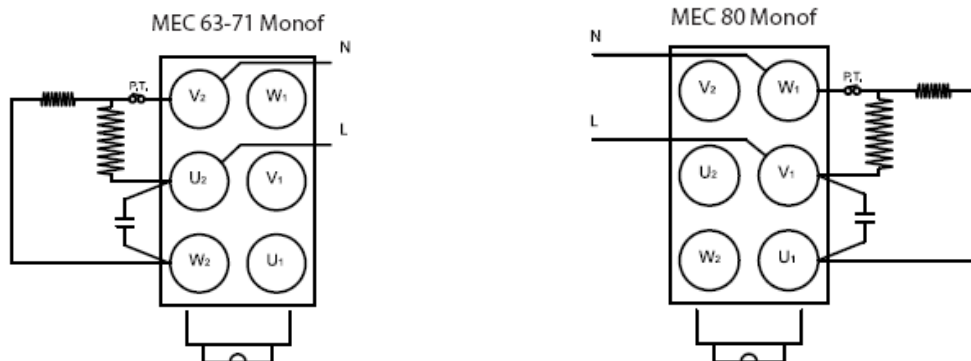 MEC 63-71 Monof
N
P.T.
V2 W1
L
U2 V1
W2 U1
MEC 80 Monof
N
P.T.
V2 W1
L
U2 V1
W2 U1